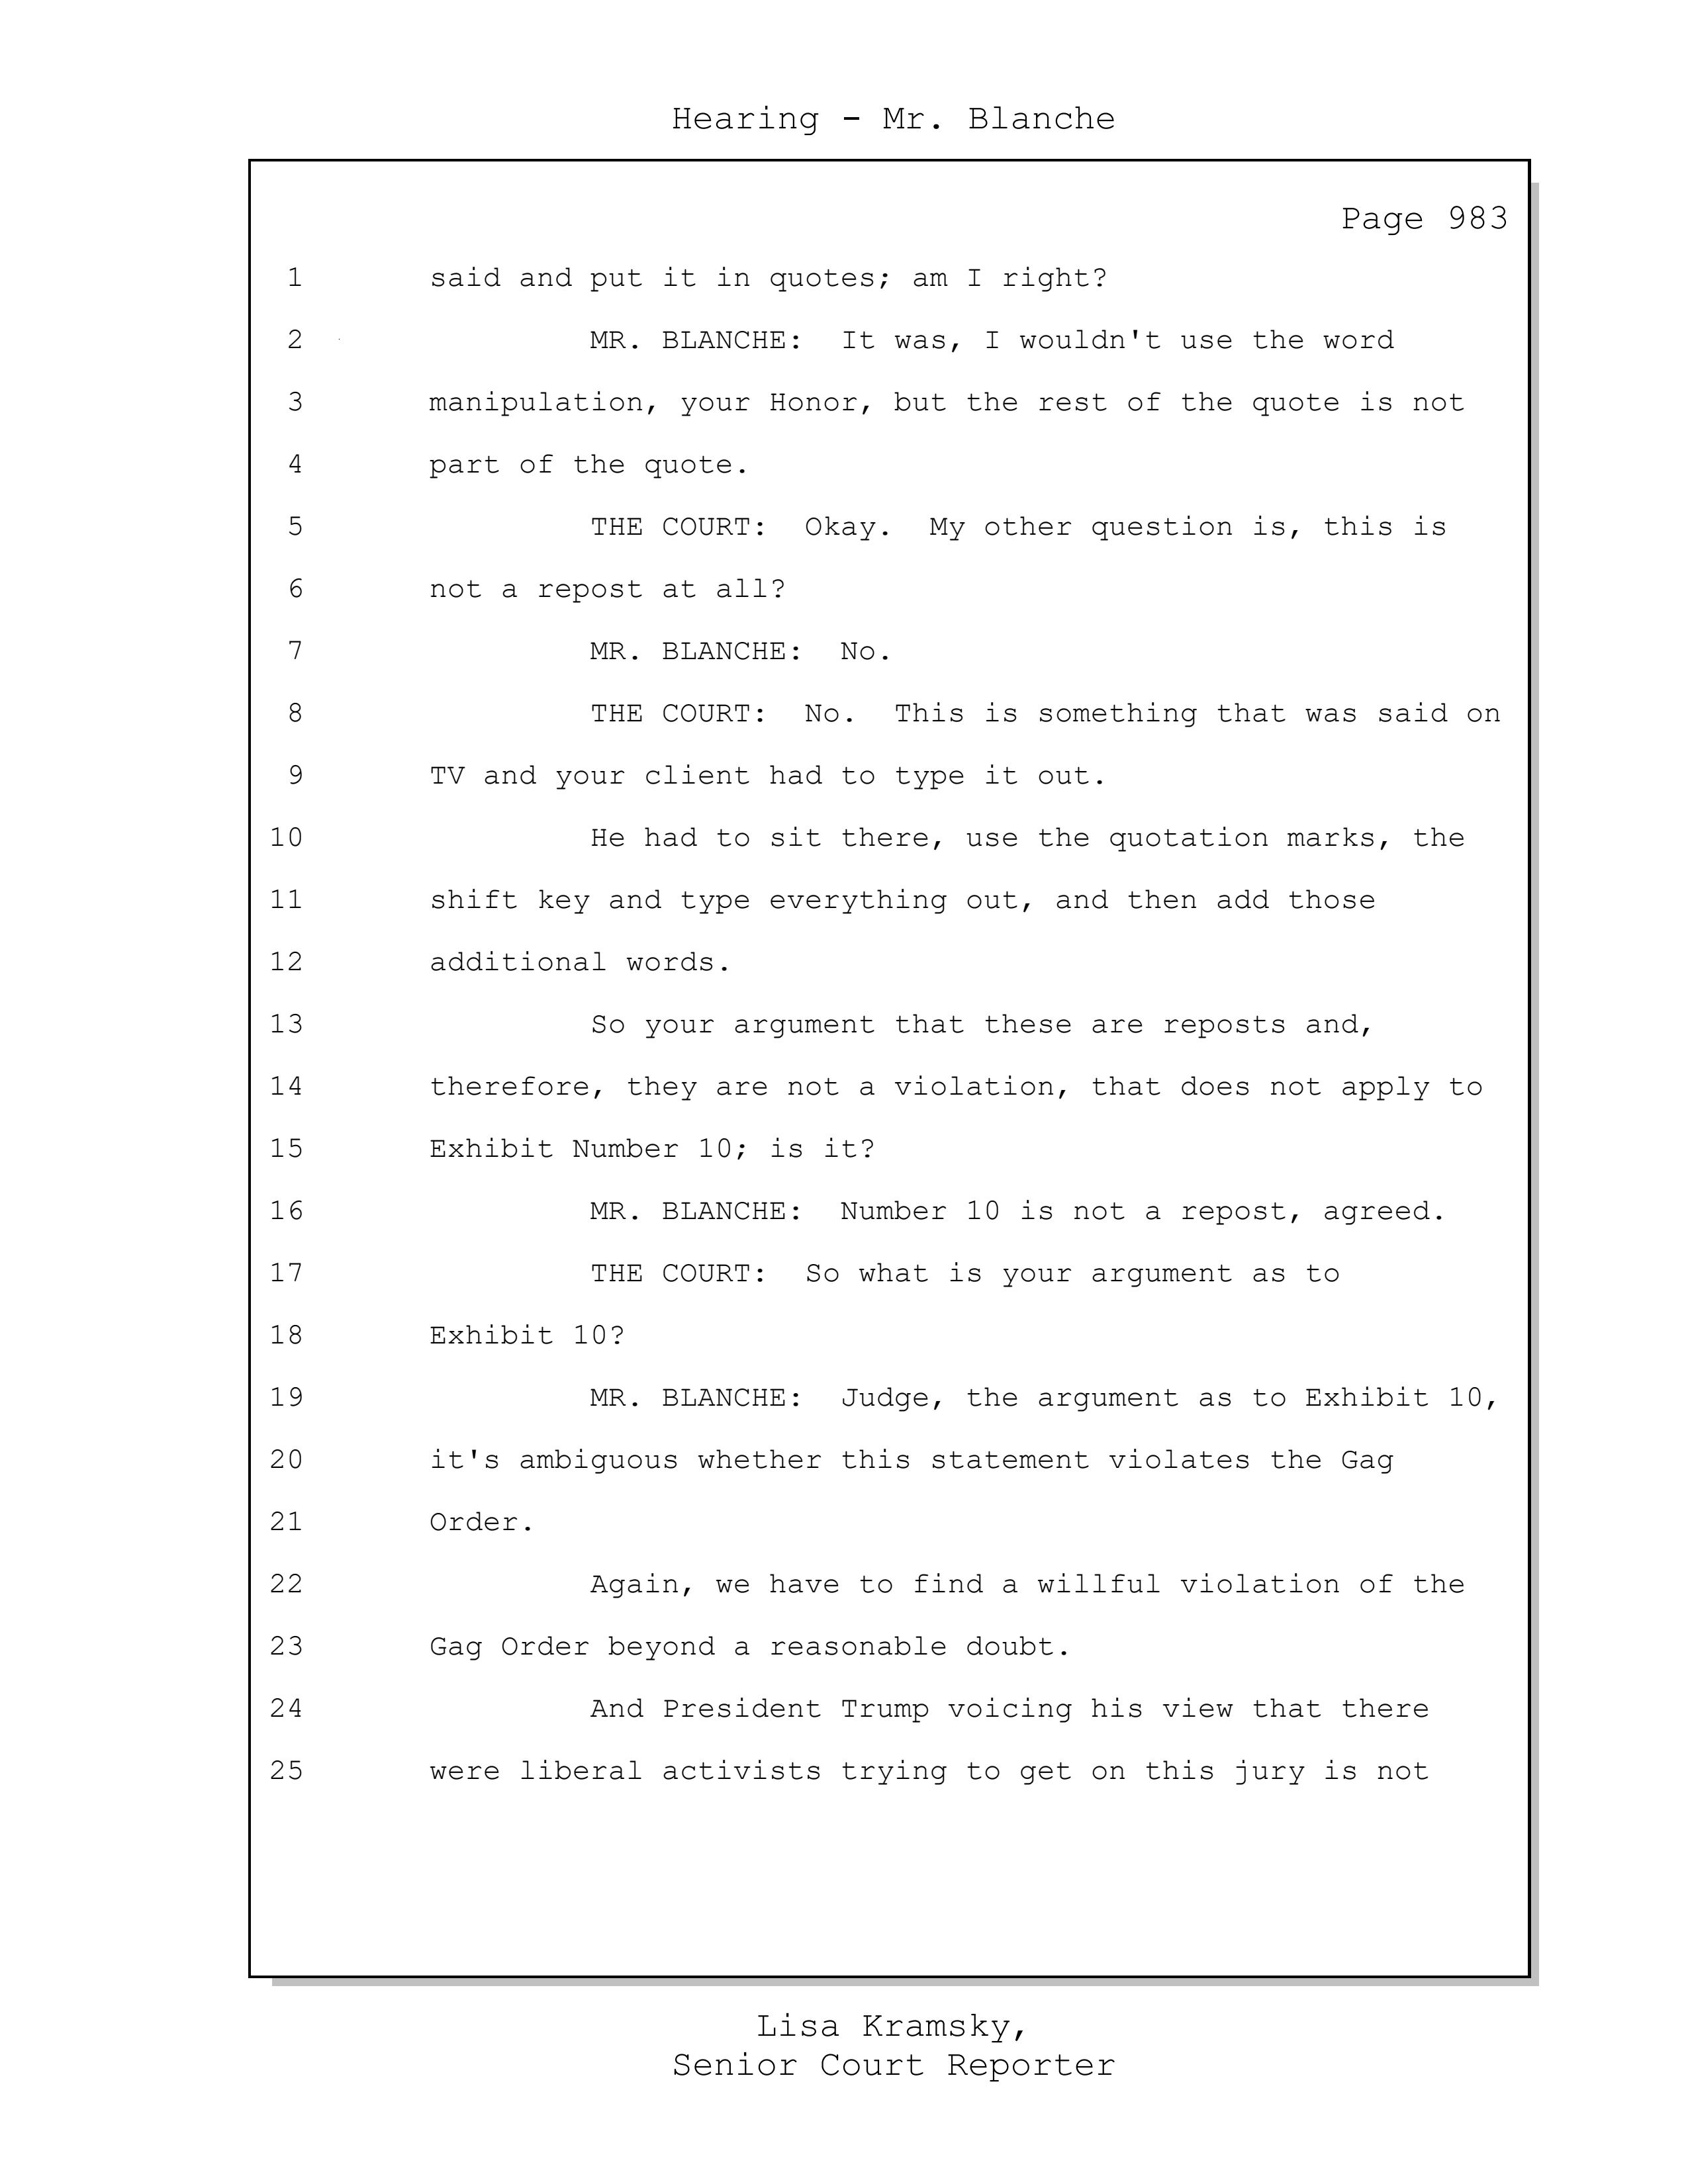 Hearing - Mr. Blanche
Page 983
1 said and put it in quotes; am I right?
2 MR. BLANCHE: It was, I wouldn't use the word
3 manipulation, your Honor, but the rest of the quote is not
4 part of the quote.
5 THE COURT: Okay. My other question is, this is
6 not a repost at all?
7 MR. BLANCHE: No.
8 THE COURT: No. This is something that was said on
9 TV and your client had to type it out.
10 He had to sit there, use the quotation marks, the
11 shift key and type everything out, and then add those
12 additional words.
13 So your argument that these are reposts and,
14 therefore, they are not a violation, that does not apply to
15 Exhibit Number 10; is it?
16 MR. BLANCHE: Number 10 is not a repost, agreed.
17 THE COURT: So what is your argument as to
18 Exhibit 10?
19 MR. BLANCHE: Judge, the argument as to Exhibit 10,
20 it's ambiguous whether this statement violates the Gag
21 Order.
22 Again, we have to find a willful violation of the
23 Gag Order beyond a reasonable doubt.
24 And President Trump voicing his view that there
25 were liberal activists trying to get on this jury is not
Lisa Kramsky,
Senior Court Reporter